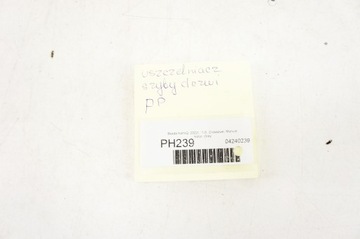 uszczelniacz
szyby drzwi
PP
PH239
04240239